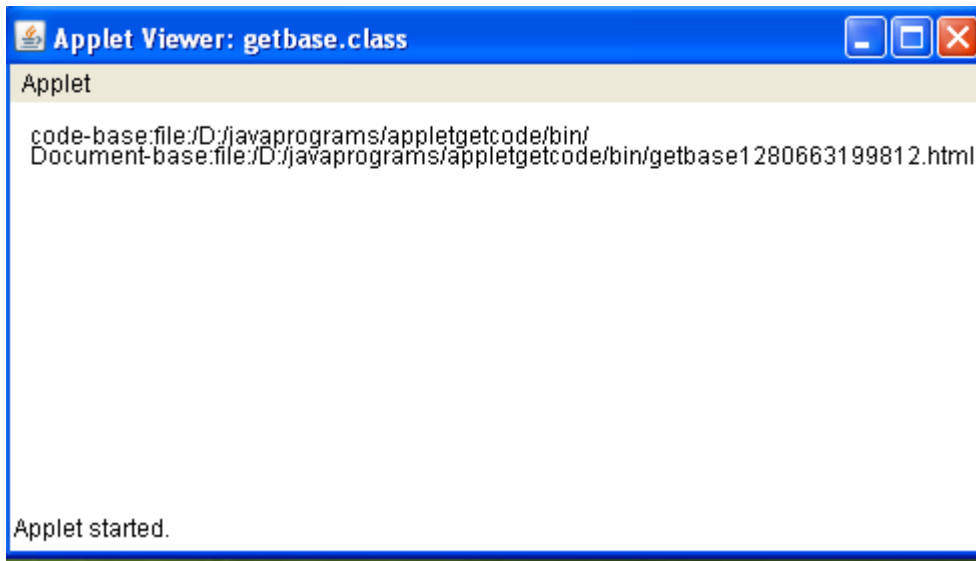 Applet Viewer: getbase.class
Applet
code-base:file:/D:/javaprograms/appletgetcode/bin/
Document-base:file:/D:/javaprograms/appletgetcode/bin/getbase1280663199812.html
Applet started.